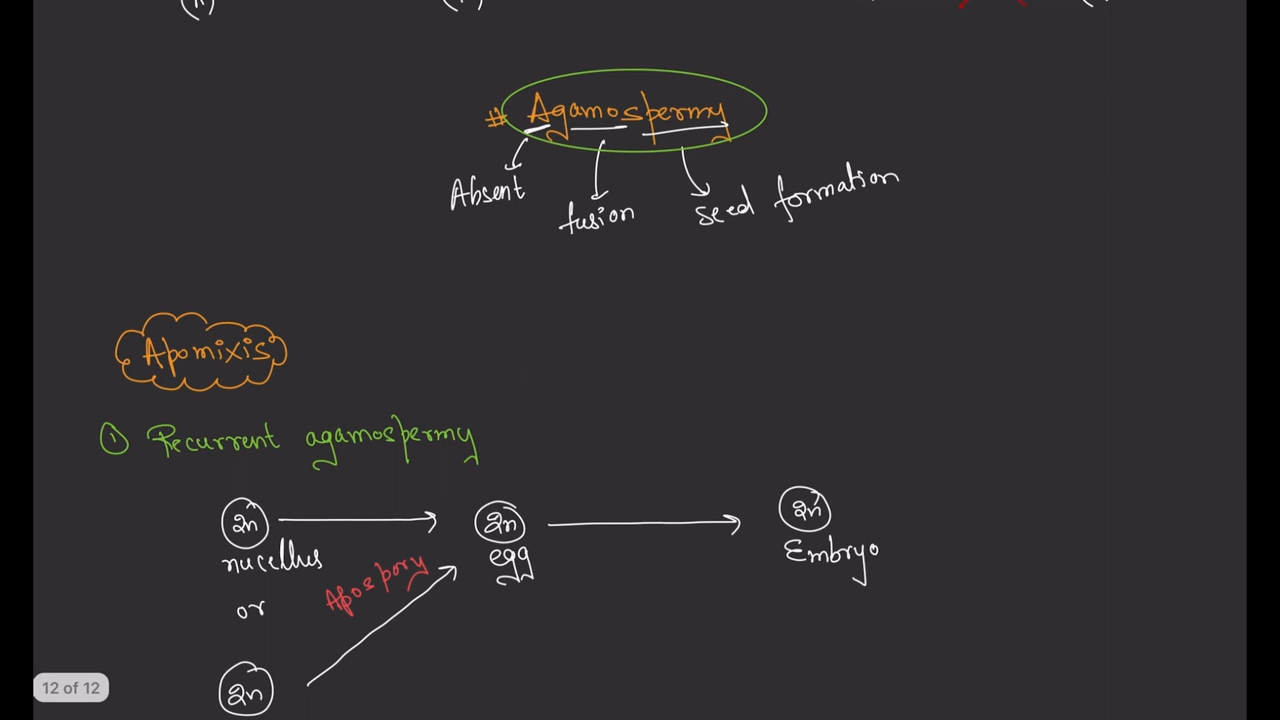 # Agamospermy
Absent
fusion
seed formation
Apomixis
① Recurrent agamospermy
2n 2n 2n
nucellus egg Embryo
Apospory
or
2n
12 of 12